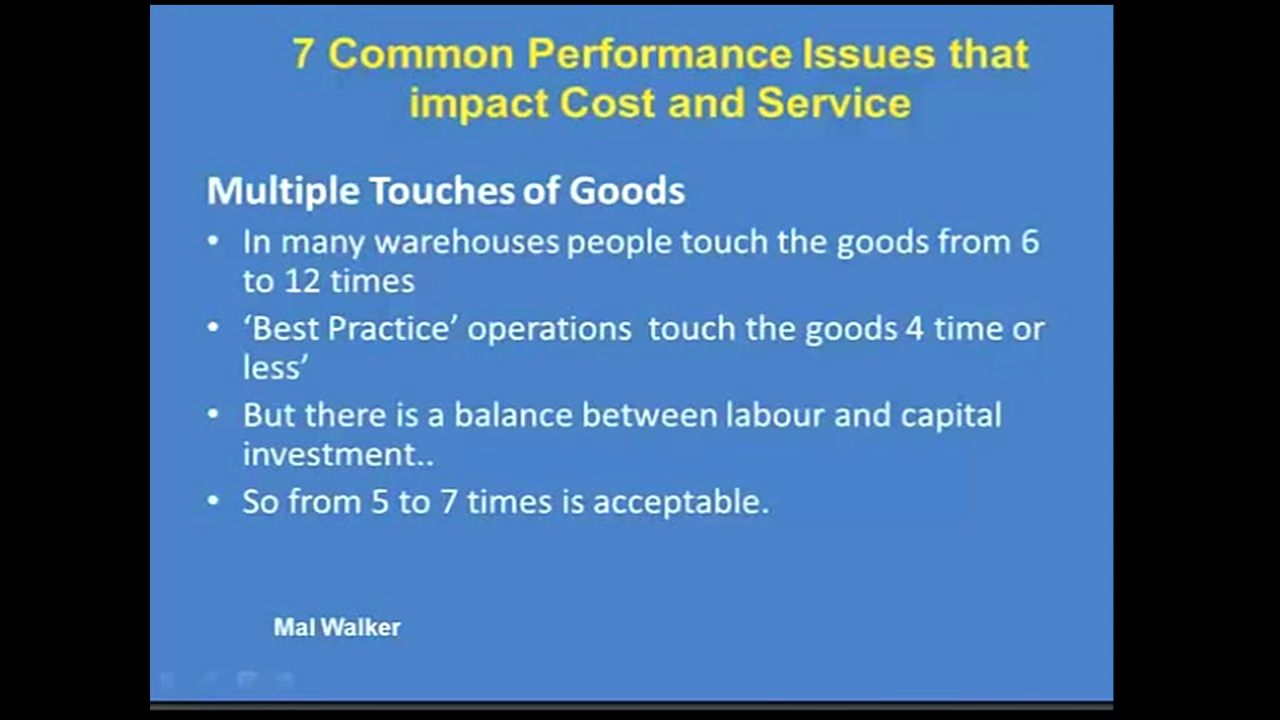 7 Common Performance Issues that
impact Cost and Service
Multiple Touches of Goods
• In many warehouses people touch the goods from 6
to 12 times
• ‘Best Practice’ operations touch the goods 4 time or
less’
• But there is a balance between labour and capital
investment..
• So from 5 to 7 times is acceptable.
Mal Walker